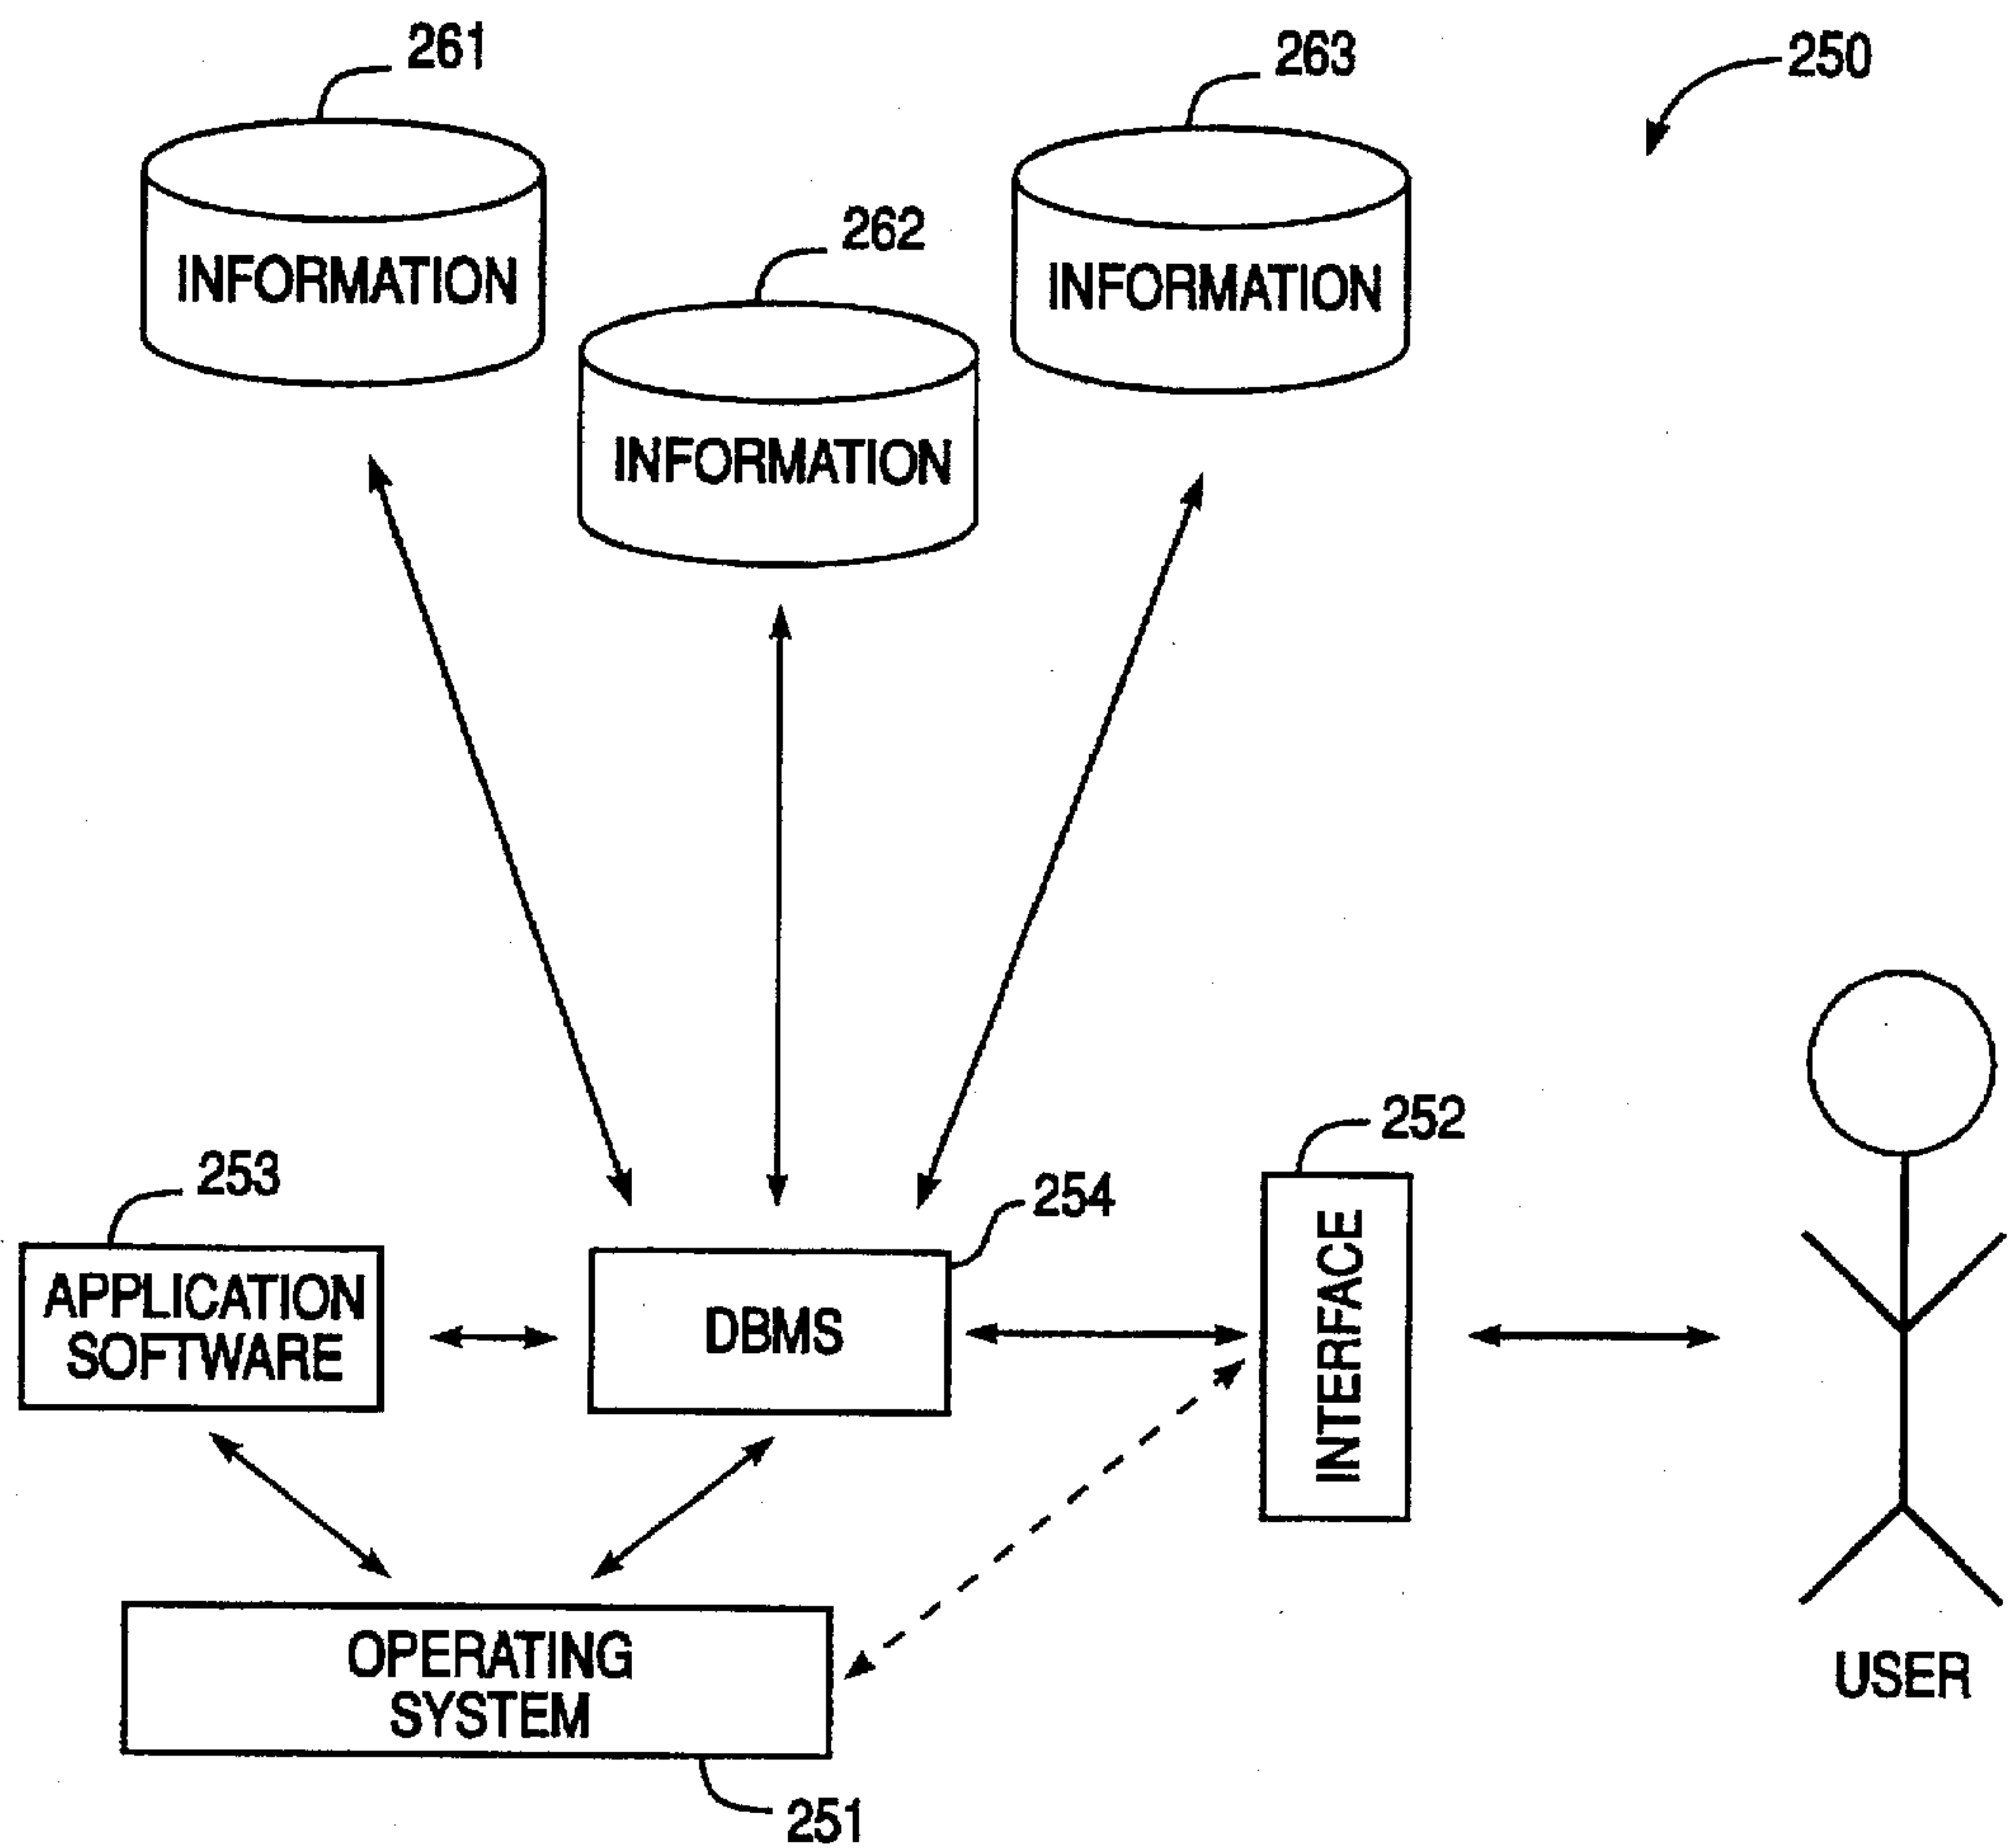 261
263
250
262
INFORMATION
INFORMATION
INFORMATION
252
253
254
APPLICATION
SOFTWARE
DBMS
INTERFACE
OPERATING
SYSTEM
USER
251